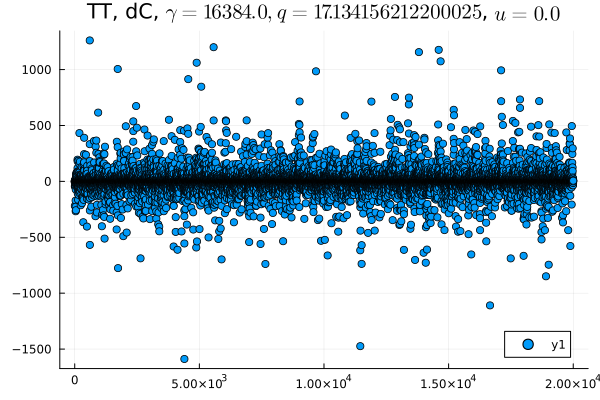 TT, dC, γ = 16384.0, q = 17.134156212200025, u = 0.0
1000
500
0
−500
−1000
−1500
y1
0 5.00×10³ 1.00×10⁴ 1.50×10⁴ 2.00×10⁴